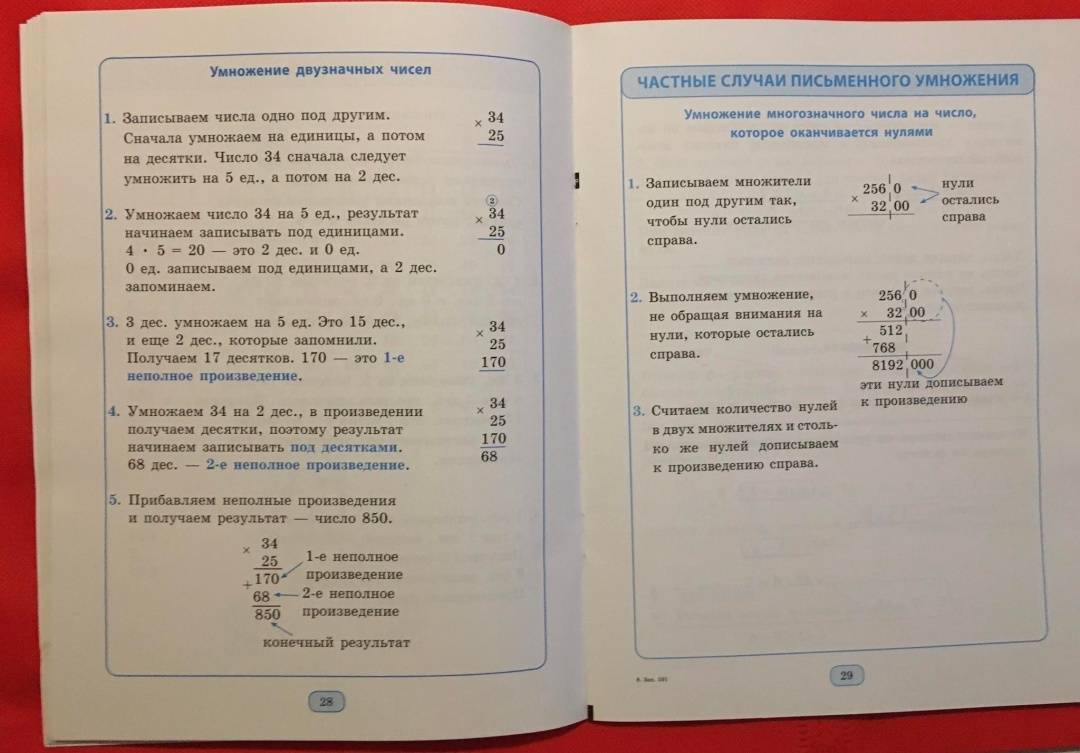 Умножение двузначных чисел
1. Записываем числа одно под другим.
Сначала умножаем на единицы, а потом
на десятки. Число 34 сначала следует
умножить на 5 ед., а потом на 2 дес.
× 34
25
2. Умножаем число 34 на 5 ед., результат
начинаем записывать под единицами.
4 · 5 = 20 — это 2 дес. и 0 ед.
0 ед. записываем под единицами, а 2 дес.
запоминаем.
2
× 34
25
0
3. 3 дес. умножаем на 5 ед. Это 15 дес.,
и еще 2 дес., которые запомнили.
Получаем 17 десятков. 170 — это 1-е
неполное произведение.
× 34
25
170
4. Умножаем 34 на 2 дес., в произведении
получаем десятки, поэтому результат
начинаем записывать под десятками.
68 дес. — 2-е неполное произведение.
× 34
25
170
68
5. Прибавляем неполные произведения
и получаем результат — число 850.
× 34
25
+ 170
68
850
1-е неполное
произведение
2-е неполное
произведение
конечный результат
28
ЧАСТНЫЕ СЛУЧАИ ПИСЬМЕННОГО УМНОЖЕНИЯ
Умножение многозначного числа на число,
которое оканчивается нулями
1. Записываем множители
один под другим так,
чтобы нули остались
справа.
256 0
× 32 00
нули
остались
справа
2. Выполняем умножение,
не обращая внимания на
нули, которые остались
справа.
256 0
× 32 00
512
+
768
8192 000
эти нули дописываем
к произведению
3. Считаем количество нулей
в двух множителях и столь-
ко же нулей дописываем
к произведению справа.
29